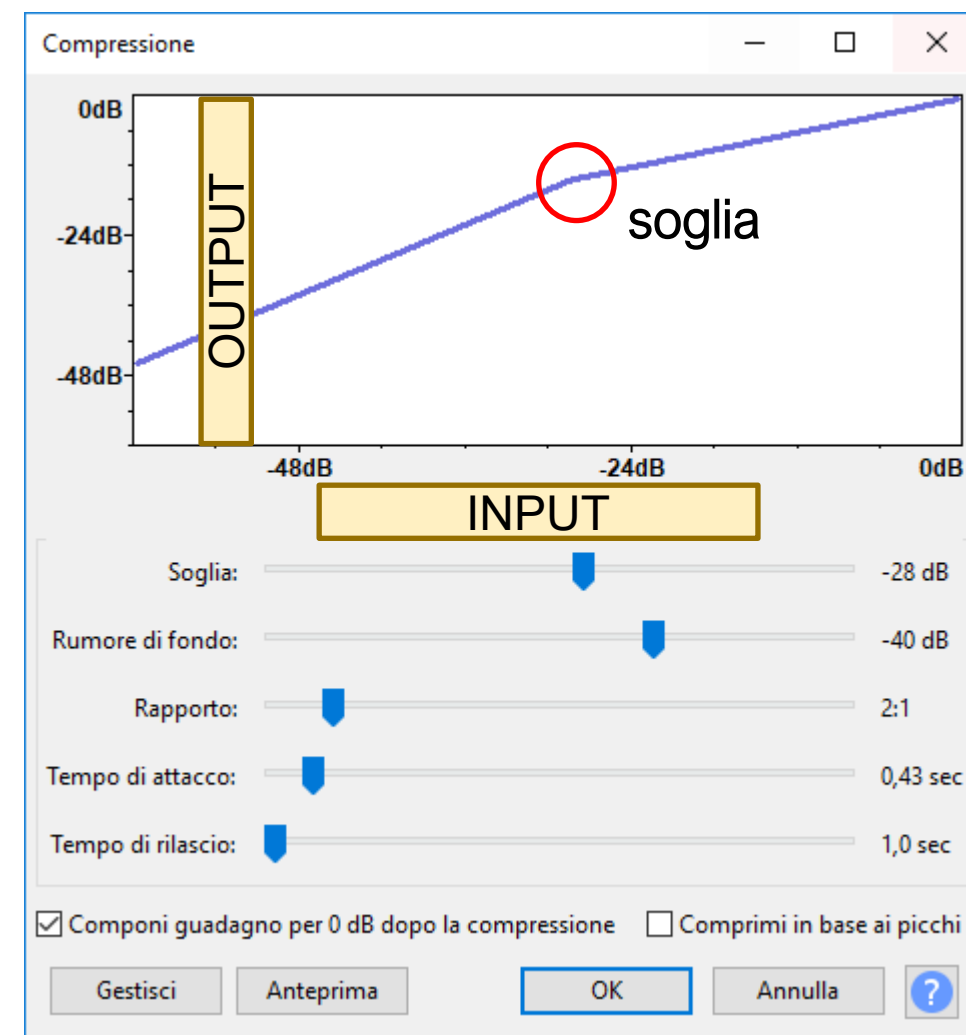 Compressione
0dB
OUTPUT
soglia
-24dB
-48dB
-48dB -24dB 0dB
INPUT
Soglia: -28 dB
Rumore di fondo: -40 dB
Rapporto: 2:1
Tempo di attacco: 0,43 sec
Tempo di rilascio: 1,0 sec
Componi guadagno per 0 dB dopo la compressione Comprimi in base ai picchi
Gestisci Anteprima OK Annulla ?